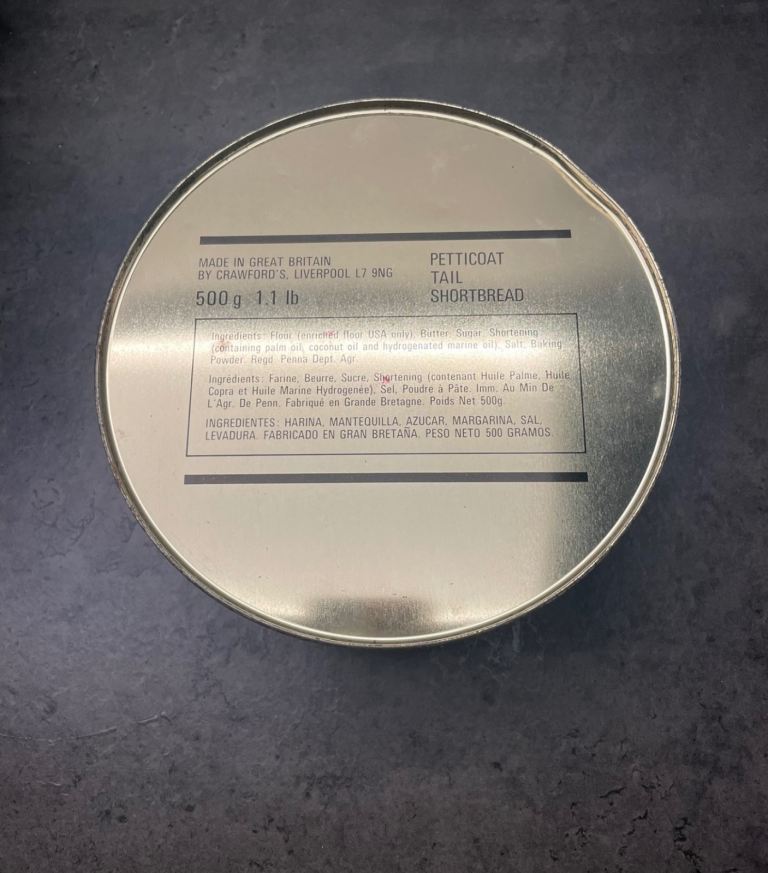 MADE IN GREAT BRITAIN
BY CRAWFORD'S, LIVERPOOL L7 9NG
500g 1.1 lb
PETTICOAT
TAIL
SHORTBREAD
Ingredients: Flour (enriched flour USA only), Butter, Sugar, Shortening
(containing palm oil, coconut oil and hydrogenated marine oil), Salt, Baking
Powder. Regd. Penna Dept. Agr.
Ingrédients: Farine, Beurre, Sucre, Shortening (contenant Huile Palme, Huile
Copra et Huile Marine Hydrogenée), Sel, Poudre à Pâte. Imm. Au Min De
L'Agr. De Penn. Fabriqué en Grande Bretagne. Poids Net 500g.
INGREDIENTES: HARINA, MANTEQUILLA, AZUCAR, MARGARINA, SAL,
LEVADURA. FABRICADO EN GRAN BRETAÑA. PESO NETO 500 GRAMOS.